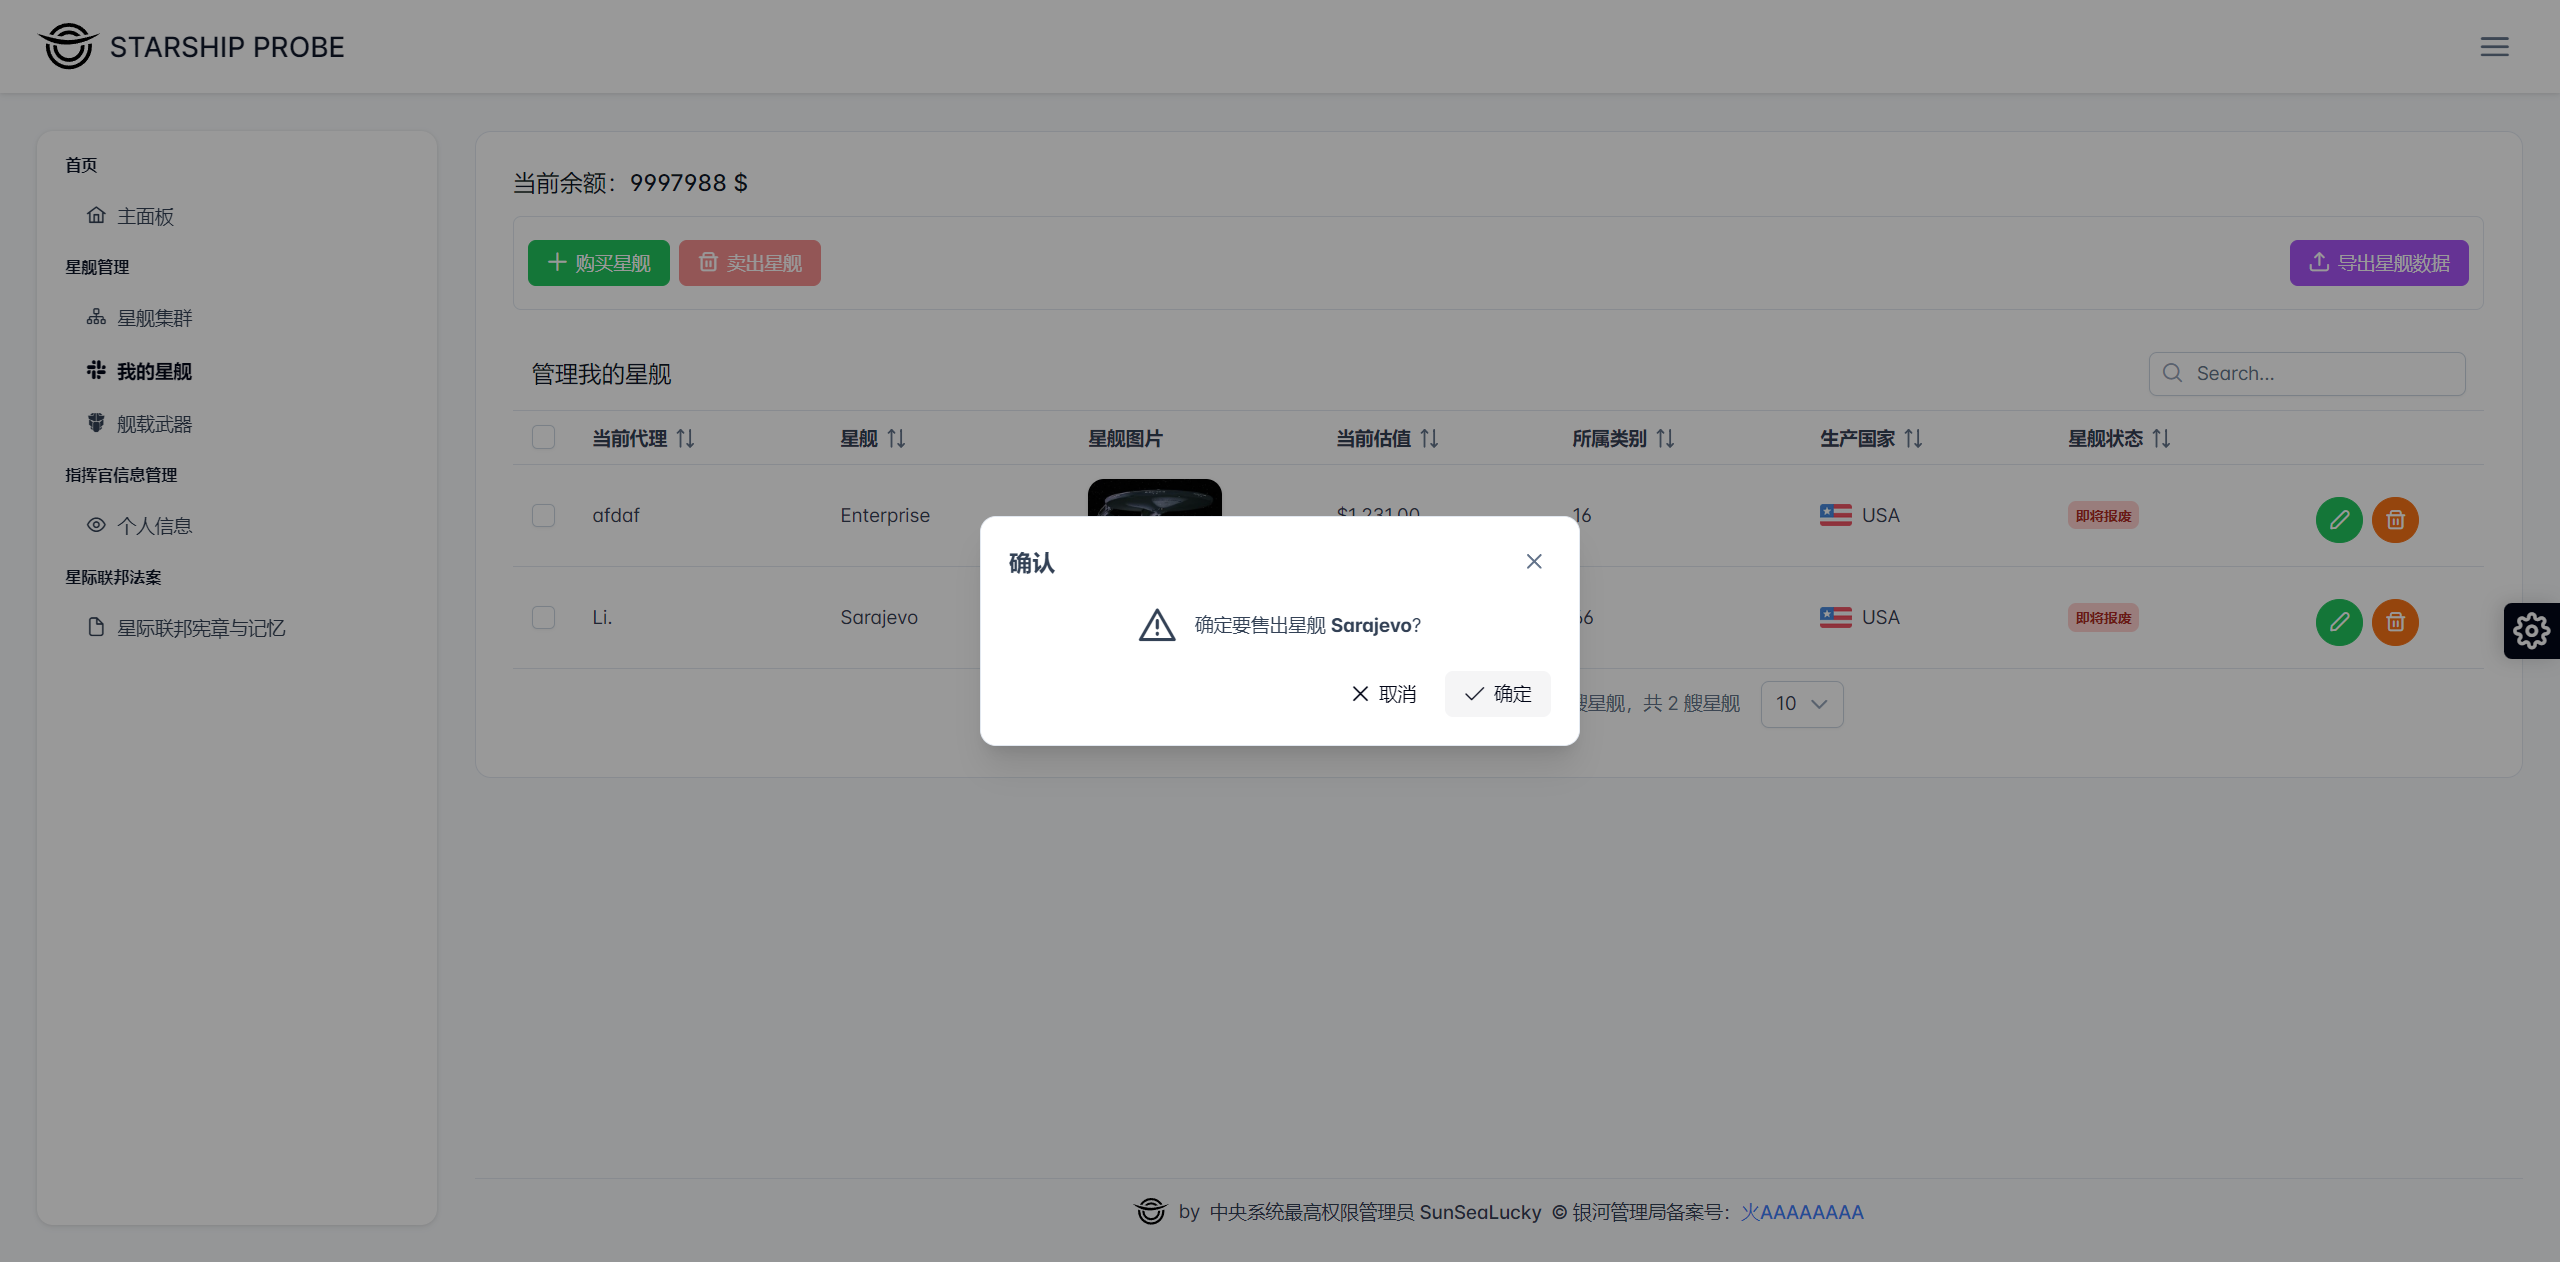 STARSHIP PROBE
首页
主面板
星舰管理
星舰集群
我的星舰
舰载武器
指挥官信息管理
个人信息
星际联邦法案
星际联邦宪章与记忆
当前余额：9997988 $
购买星舰 卖出星舰 导出星舰数据
管理我的星舰 Search...
当前代理 星舰 星舰图片 当前估值 所属类别 生产国家 星舰状态
afdaf Enterprise $1,231.00 16 USA 即将报废
Li. Sarajevo USA 即将报废
星舰，共 2 艘星舰 10
确认
确定要售出星舰 Sarajevo?
取消 确定
by 中央系统最高权限管理员 SunSeaLucky © 银河管理局备案号：火AAAAAAAA